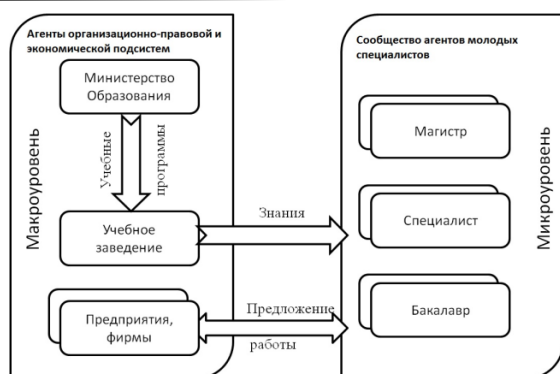 Агенты организационно-правовой и
экономической подсистем
Министерство
Образования
Учебные
программы
Макроуровень
Учебное
заведение
Предприятия,
фирмы
Знания
Предложение
работы
Сообщество агентов молодых
специалистов
Магистр
Специалист
Бакалавр
Микроуровень